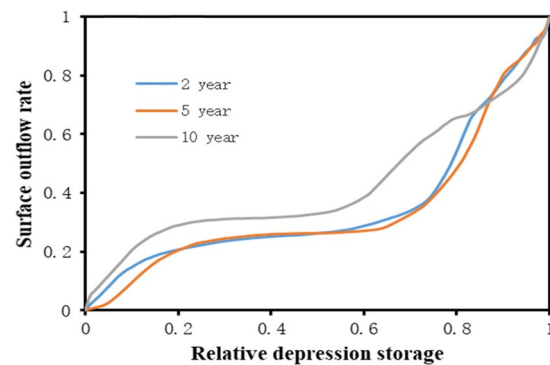 1
0.8
0.6
0.4
0.2
0
Surface outflow rate
2 year
5 year
10 year
0
0.2
0.4
0.6
0.8
1
Relative depression storage